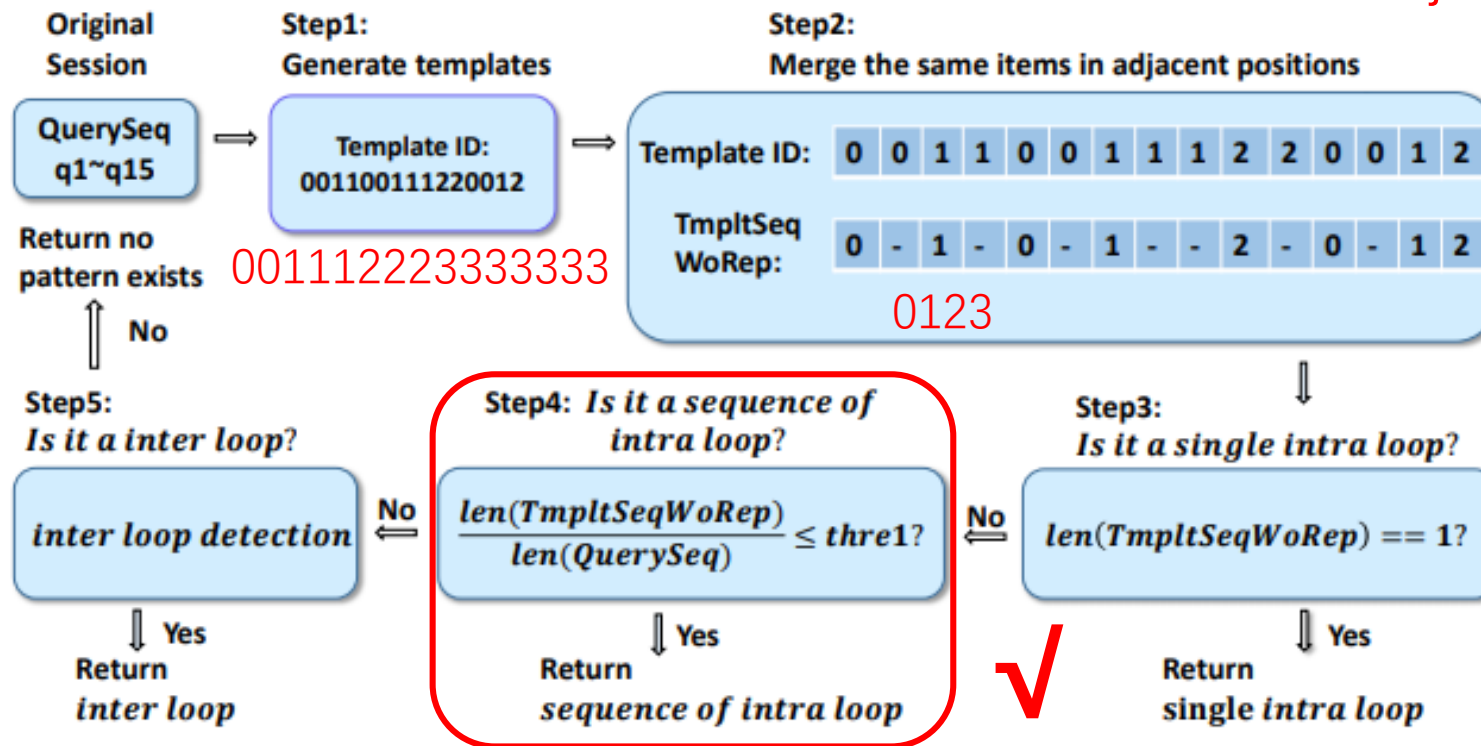 Original
Session
QuerySeq
q1~q15
Step1:
Generate templates
Template ID:
001100111220012
001112223333333
Step2:
Merge the same items in adjacent positions
Template ID: 0 0 1 1 0 0 1 1 1 2 2 0 0 1 2
TmpltSeq
WoRep: 0 - 1 - 0 - 1 - - 2 - 0 - 1 2
0123
Return no
pattern exists
No
Step5:
Is it a inter loop?
inter loop detection
Yes
Return
inter loop
No
Step4: Is it a sequence of
intra loop?
len(TmpltSeqWoRep)
len(QuerySeq)
≤ thre1?
Yes
Return
sequence of intra loop
√
No
Step3:
Is it a single intra loop?
len(TmpltSeqWoRep) == 1?
Yes
Return
single intra loop